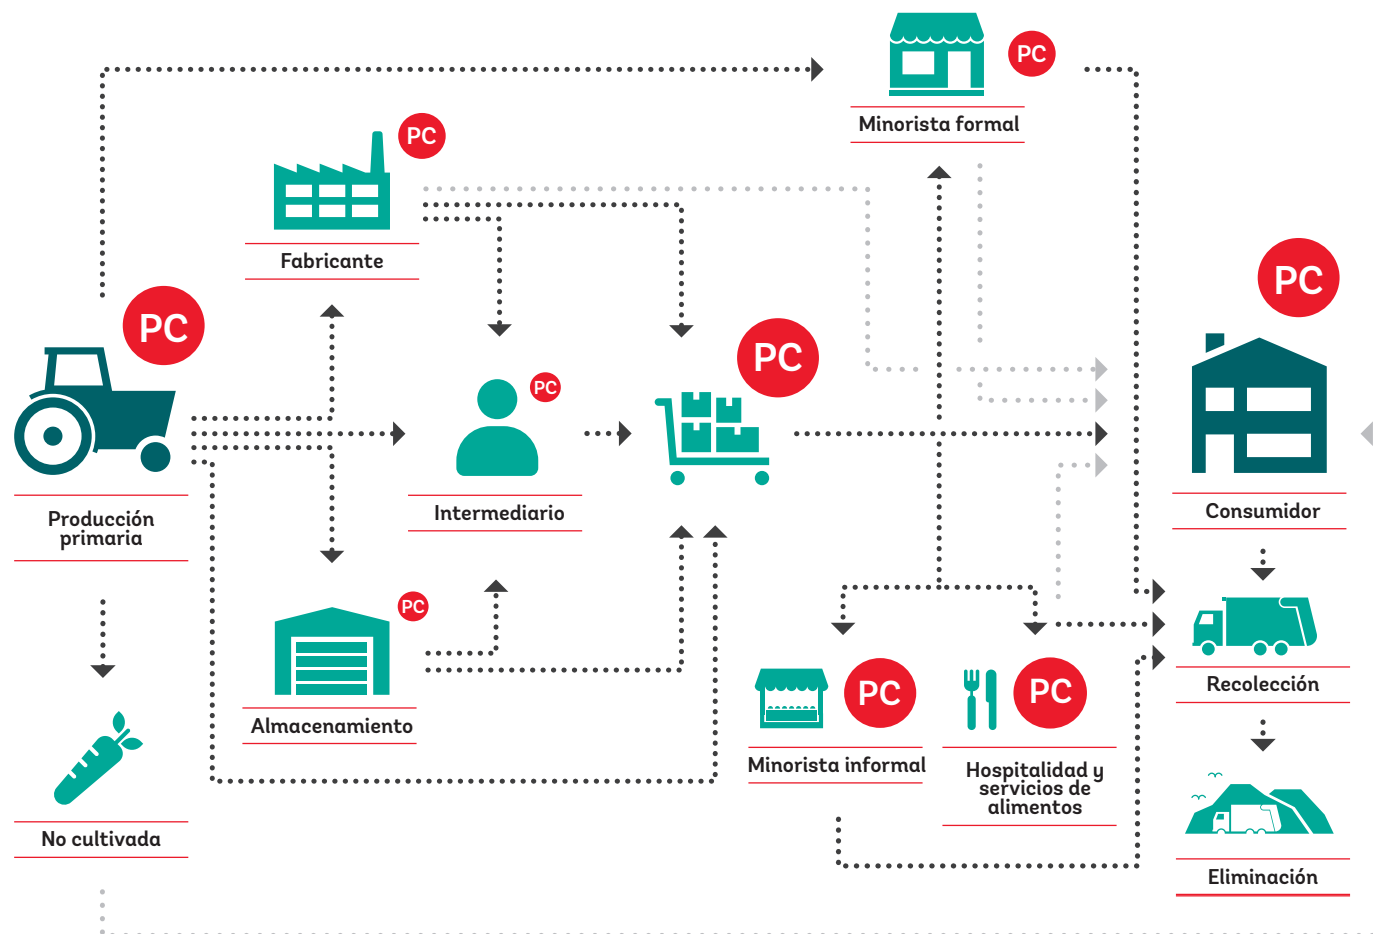 PC
Minorista formal
PC
Fabricante
PC
Producción
primaria
PC
Intermediario
PC
PC
Consumidor
PC
Almacenamiento
Recolección
PC
Minorista informal
PC
Hospitalidad y
servicios de
alimentos
No cultivada
Eliminación